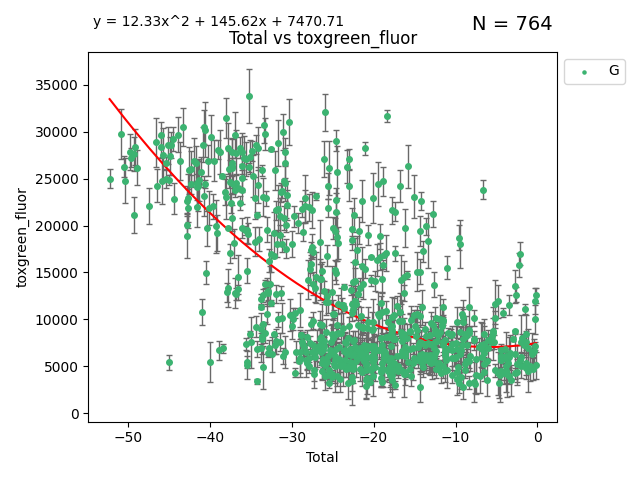 y = 12.33x^2 + 145.62x + 7470.71
N = 764
Total vs toxgreen_fluor
G
35000
30000
25000
20000
15000
10000
5000
0
toxgreen_fluor
−50
−40
−30
−20
−10
0
Total